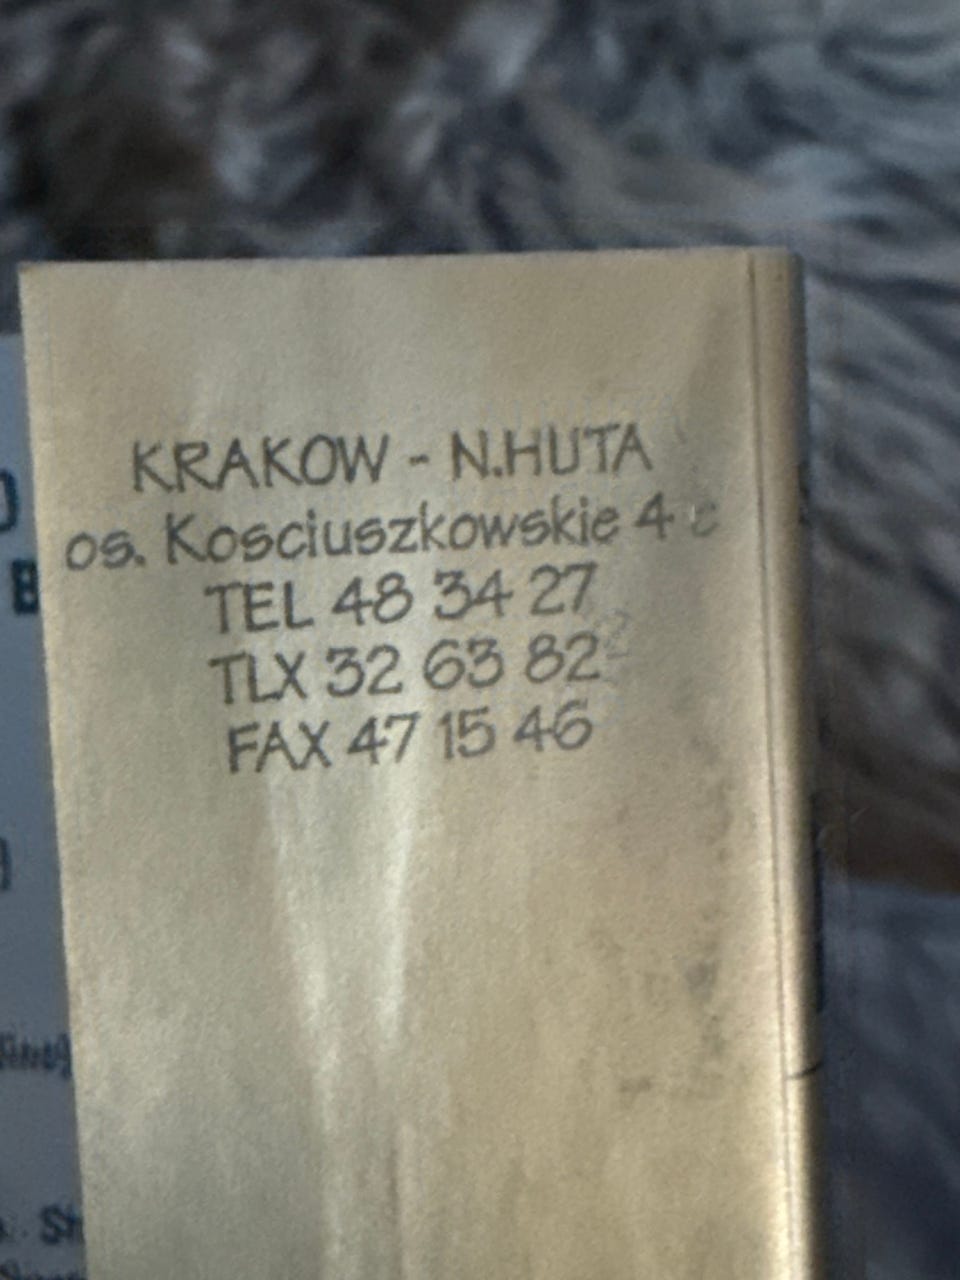 KRAKOW - N.HUTA
os. Kosciuszkowskie 4
TEL 48 34 27
TLX 32 63 82
FAX 47 15 46